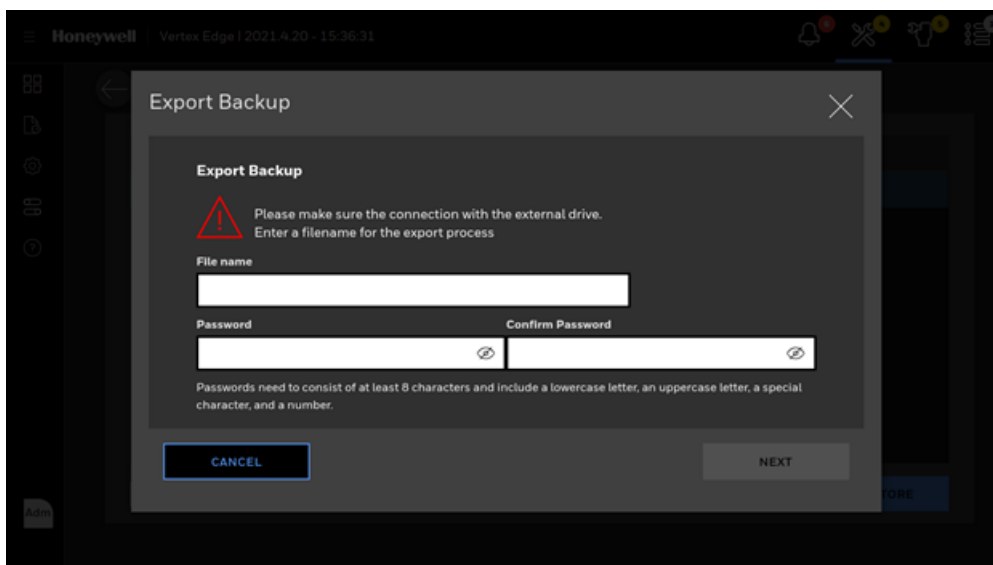 Honeywell | Vertex Edge | 2021.4.20 - 15:36:31
Export Backup
Export Backup
Please make sure the connection with the external drive.
Enter a filename for the export process
File name
Password Confirm Password
Passwords need to consist of at least 8 characters and include a lowercase letter, an uppercase letter, a special
character, and a number.
CANCEL NEXT
TORE
Adm